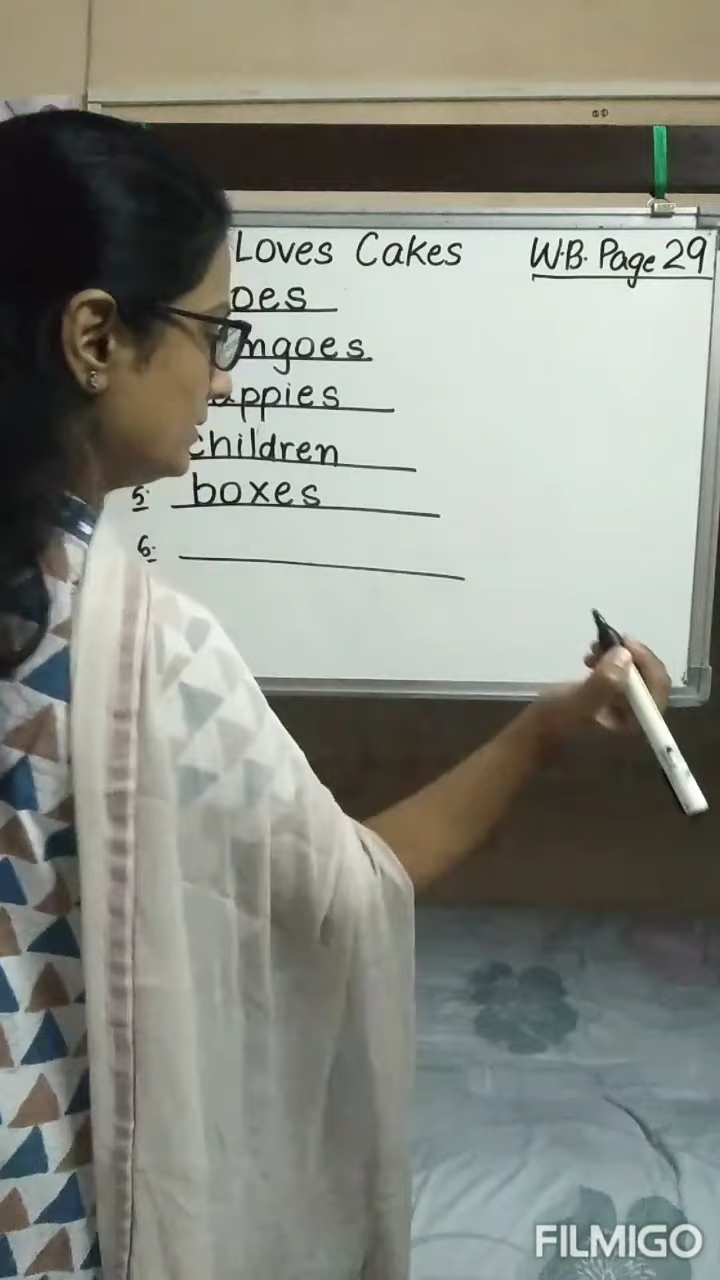 Loves Cakes W.B. Page 29
oes
ngoes
appies
children
5. boxes
6.
FILMIGO